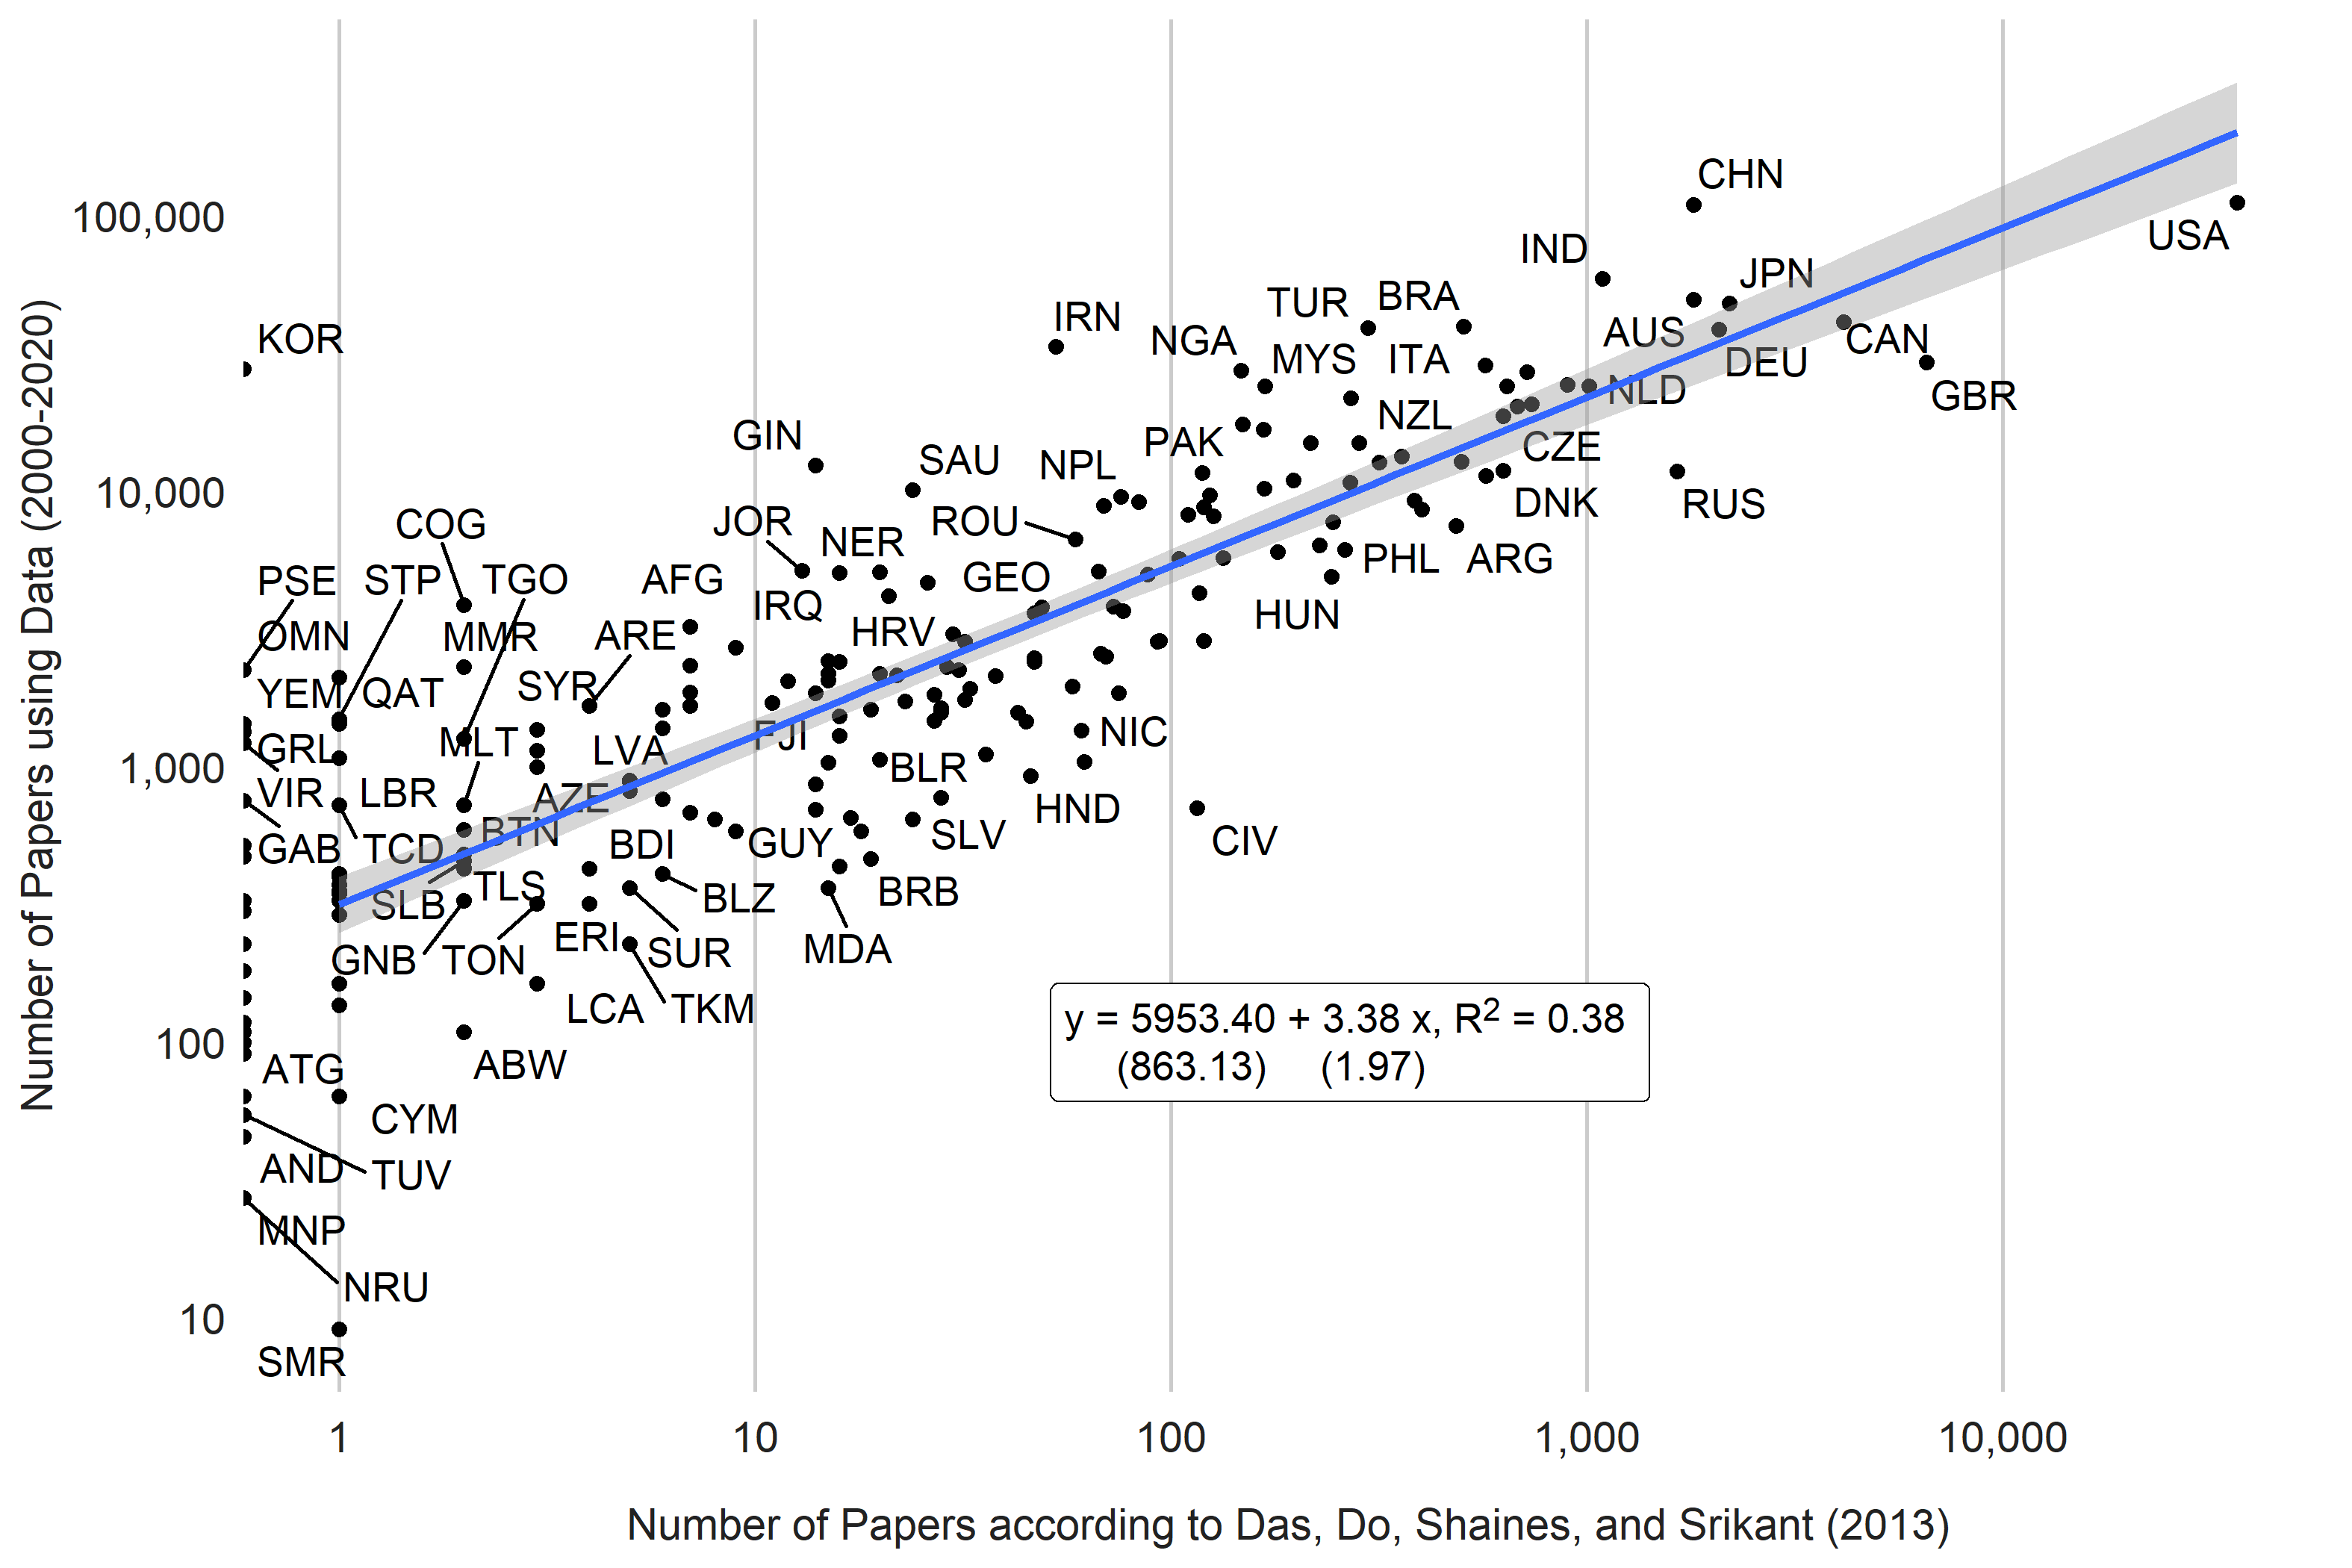 CHN
100,000
USA
IND
JPN
TUR
BRA
IRN
KOR
NGA
AUS
CAN
MYS
ITA
DEU
NLD
GBR
GIN
NZL
PAK
CZE
SAU
NPL
10,000
DNK
RUS
COG
JOR
ROU
NER
PHL
ARG
PSE
STP
TGO
AFG
GEO
IRQ
HUN
OMN
MMR
ARE
HRV
YEM
QAT
SYR
FJI
NIC
GRL
MLT
LVA
1,000
BLR
VIR
LBR
AZE
HND
BTN
GUY
SLV
CIV
GAB
TCD
BDI
TLS
SLB
BLZ
BRB
ERI
SUR
MDA
GNB
TON
LCA
TKM
y = 5953.40 + 3.38 x, R² = 0.38
(863.13) (1.97)
100
ATG
ABW
CYM
AND
TUV
MNP
NRU
10
SMR
1
10
100
1,000
10,000
Number of Papers according to Das, Do, Shaines, and Srikant (2013)
Number of Papers using Data (2000-2020)